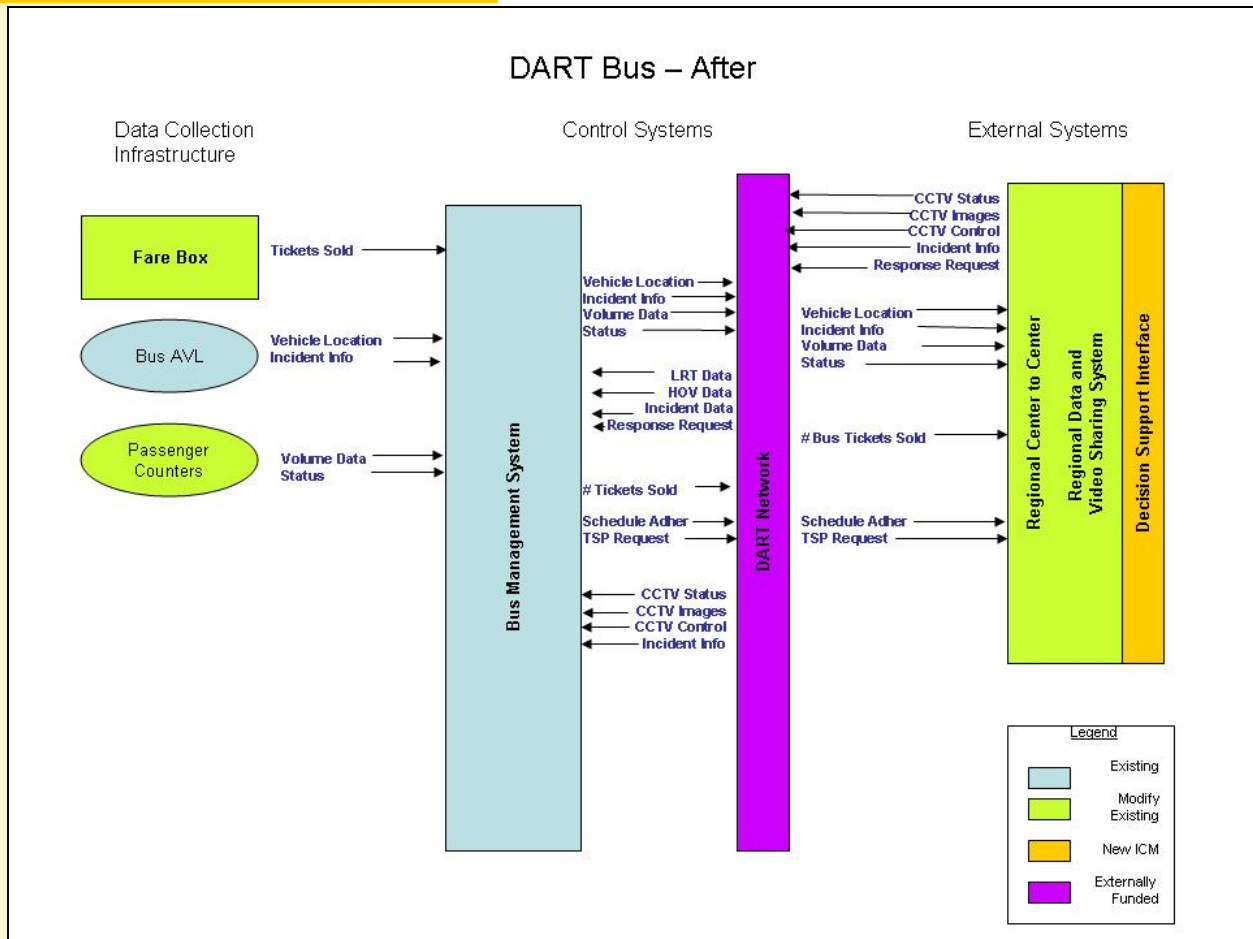 DART Bus – After
Data Collection
Infrastructure
Control Systems
External Systems
Fare Box
Tickets Sold
Bus AVL
Vehicle Location
Incident Info
Passenger
Counters
Volume Data
Status
Bus Management System
Vehicle Location
Incident Info
Volume Data
Status
LRT Data
HOV Data
Incident Data
Response Request
# Tickets Sold
Schedule Adher
TSP Request
CCTV Status
CCTV Images
CCTV Control
Incident Info
DART Network
CCTV Status
CCTV Images
CCTV Control
Incident Info
Response Request
Vehicle Location
Incident Info
Volume Data
Status
# Bus Tickets Sold
Schedule Adher
TSP Request
Regional Center to Center
Regional Data and
Video Sharing System
Decision Support Interface
Legend
Existing
Modify
Existing
New ICM
Externally
Funded